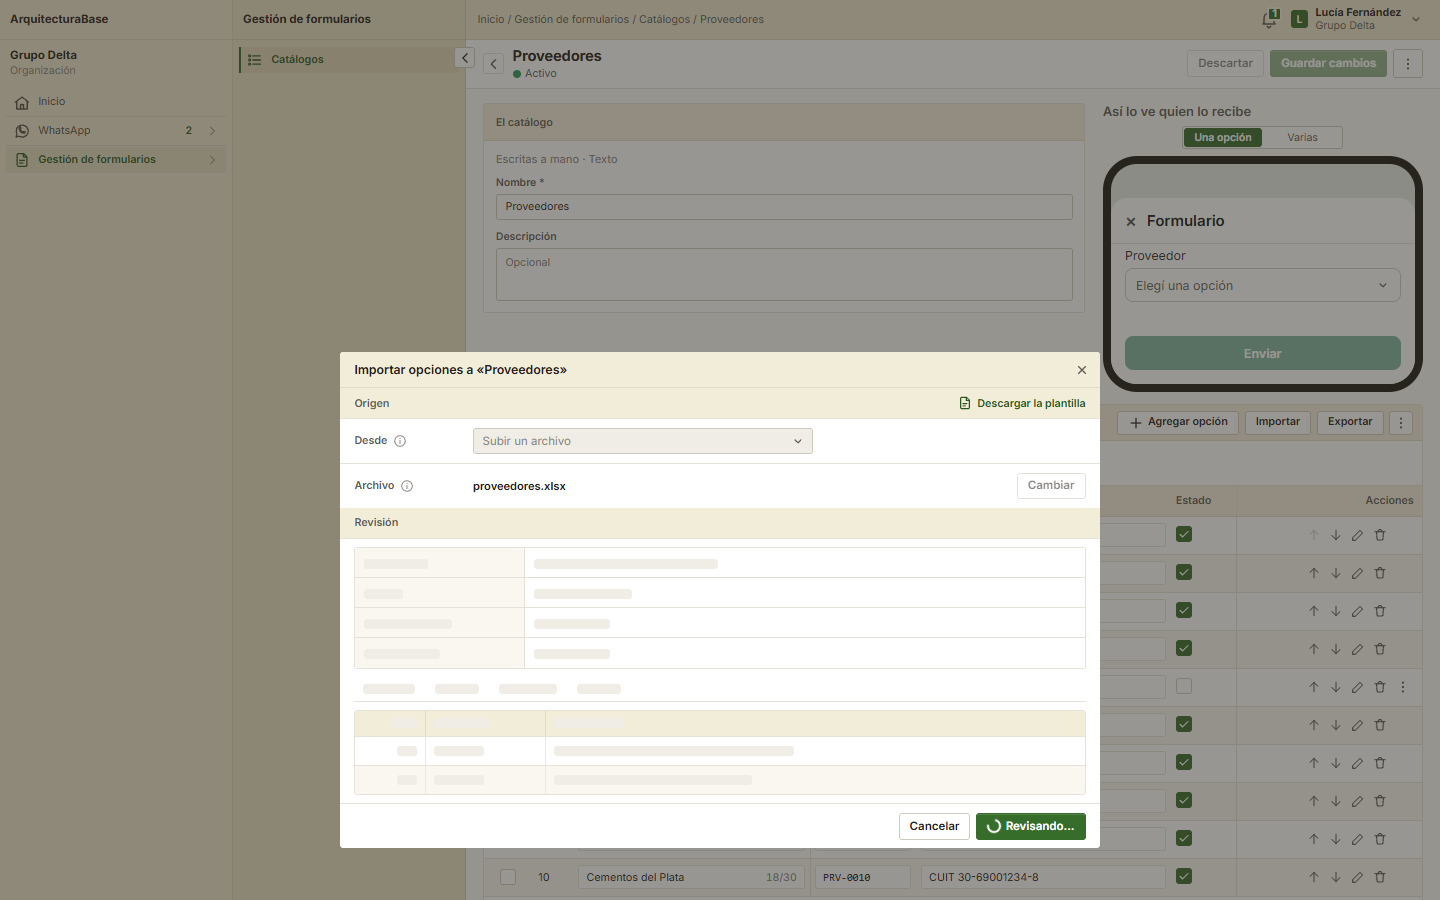 ArquitecturaBase
Gestión de formularios
Inicio / Gestión de formularios / Catálogos / Proveedores
1
L
Lucía Fernández
Grupo Delta
Grupo Delta
Organización
Inicio
WhatsApp 2
Gestión de formularios
Catálogos
Proveedores
Activo
Descartar
Guardar cambios
El catálogo
Escritas a mano · Texto
Nombre *
Proveedores
Descripción
Opcional
Así lo ve quien lo recibe
Una opción
Varias
Formulario
Proveedor
Elegí una opción
Enviar
Agregar opción
Importar
Exportar
Estado
Acciones
Importar opciones a «Proveedores»
Origen
Descargar la plantilla
Desde
Subir un archivo
Archivo
proveedores.xlsx
Cambiar
Revisión
Cancelar
Revisando...
10 Cementos del Plata 18/30 PRV-0010 CUIT 30-69001234-8